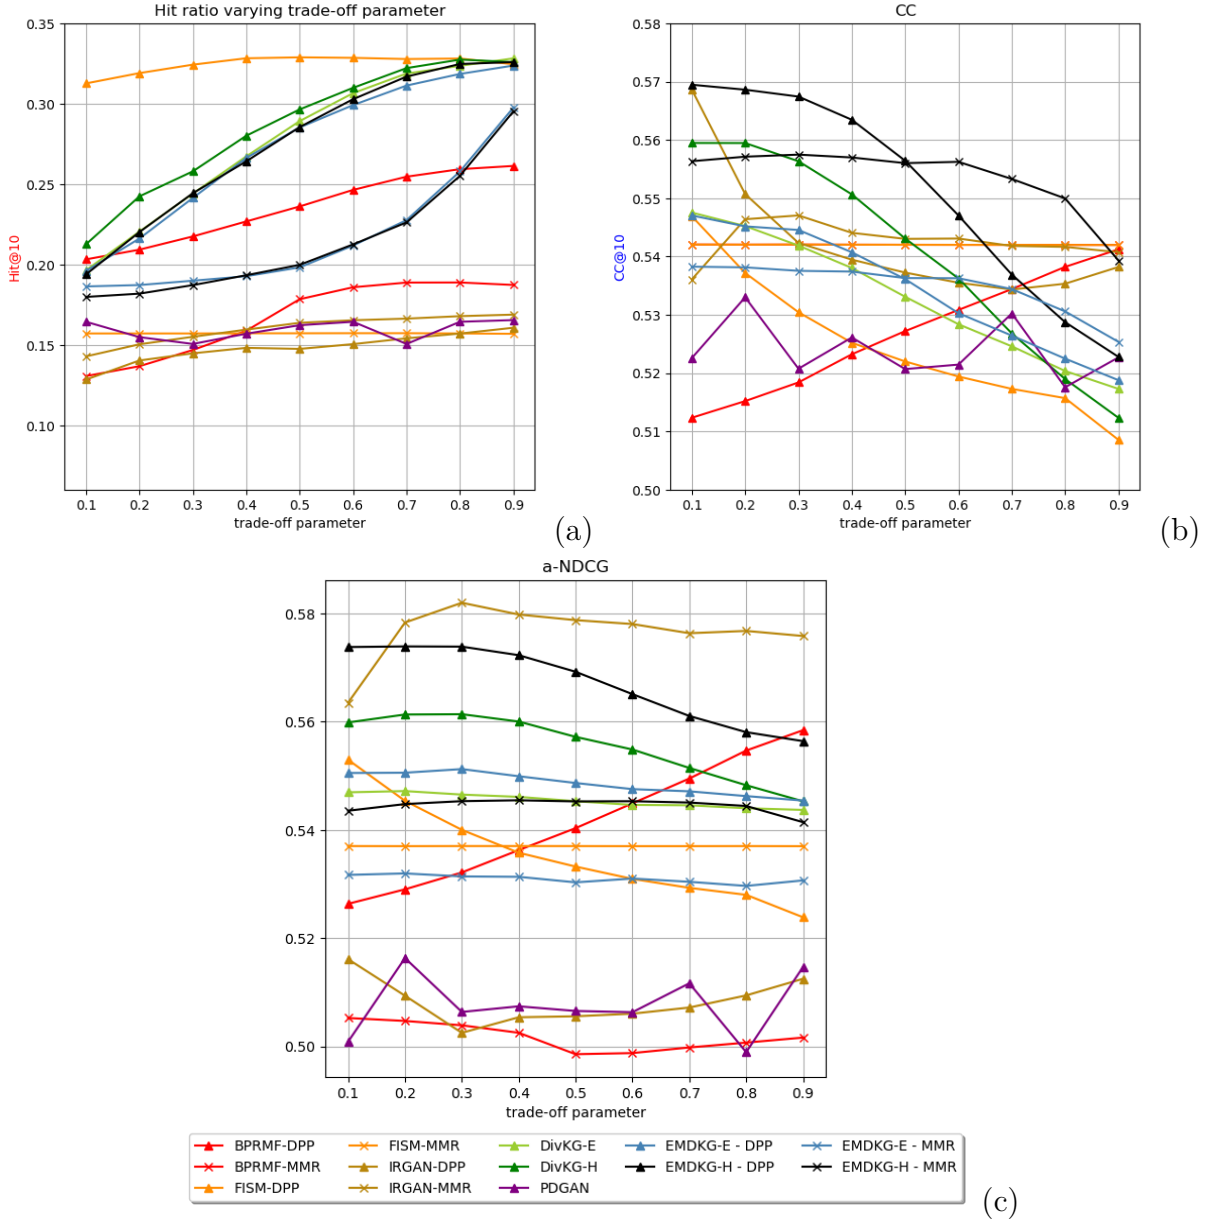 Hit ratio varying trade-off parameter
0.35
0.30
0.25
0.20
0.15
0.10
Hit@10
0.1 0.2 0.3 0.4 0.5 0.6 0.7 0.8 0.9
trade-off parameter
(a)
CC
0.58
0.57
0.56
0.55
0.54
0.53
0.52
0.51
0.50
CC@10
0.1 0.2 0.3 0.4 0.5 0.6 0.7 0.8 0.9
trade-off parameter
(b)
a-NDCG
0.58
0.56
0.54
0.52
0.50
0.1 0.2 0.3 0.4 0.5 0.6 0.7 0.8 0.9
trade-off parameter
BPRMF-DPP FISM-MMR DivKG-E EMDKG-E - DPP EMDKG-E - MMR
BPRMF-MMR IRGAN-DPP DivKG-H EMDKG-H - DPP EMDKG-H - MMR
FISM-DPP IRGAN-MMR PDGAN
(c)